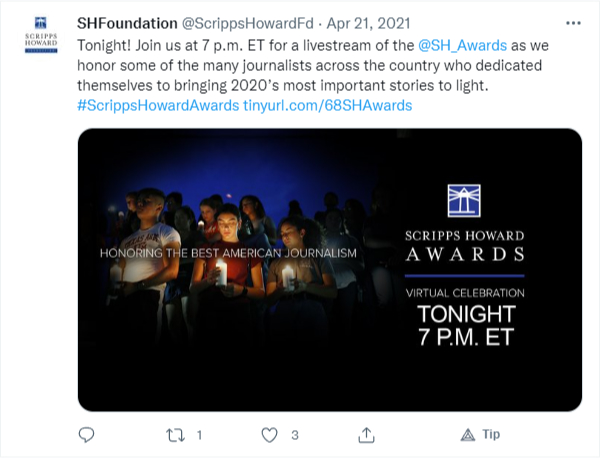 SCRIPPS
HOWARD
SHFoundation @ScrippsHowardFd · Apr 21, 2021
Tonight! Join us at 7 p.m. ET for a livestream of the @SH_Awards as we
honor some of the many journalists across the country who dedicated
themselves to bringing 2020’s most important stories to light.
#ScrippsHowardAwards tinyurl.com/68SHAwards
HONORING THE BEST AMERICAN JOURNALISM
SCRIPPS HOWARD
AWARDS
VIRTUAL CELEBRATION
TONIGHT
7 P.M. ET
1
3
Tip